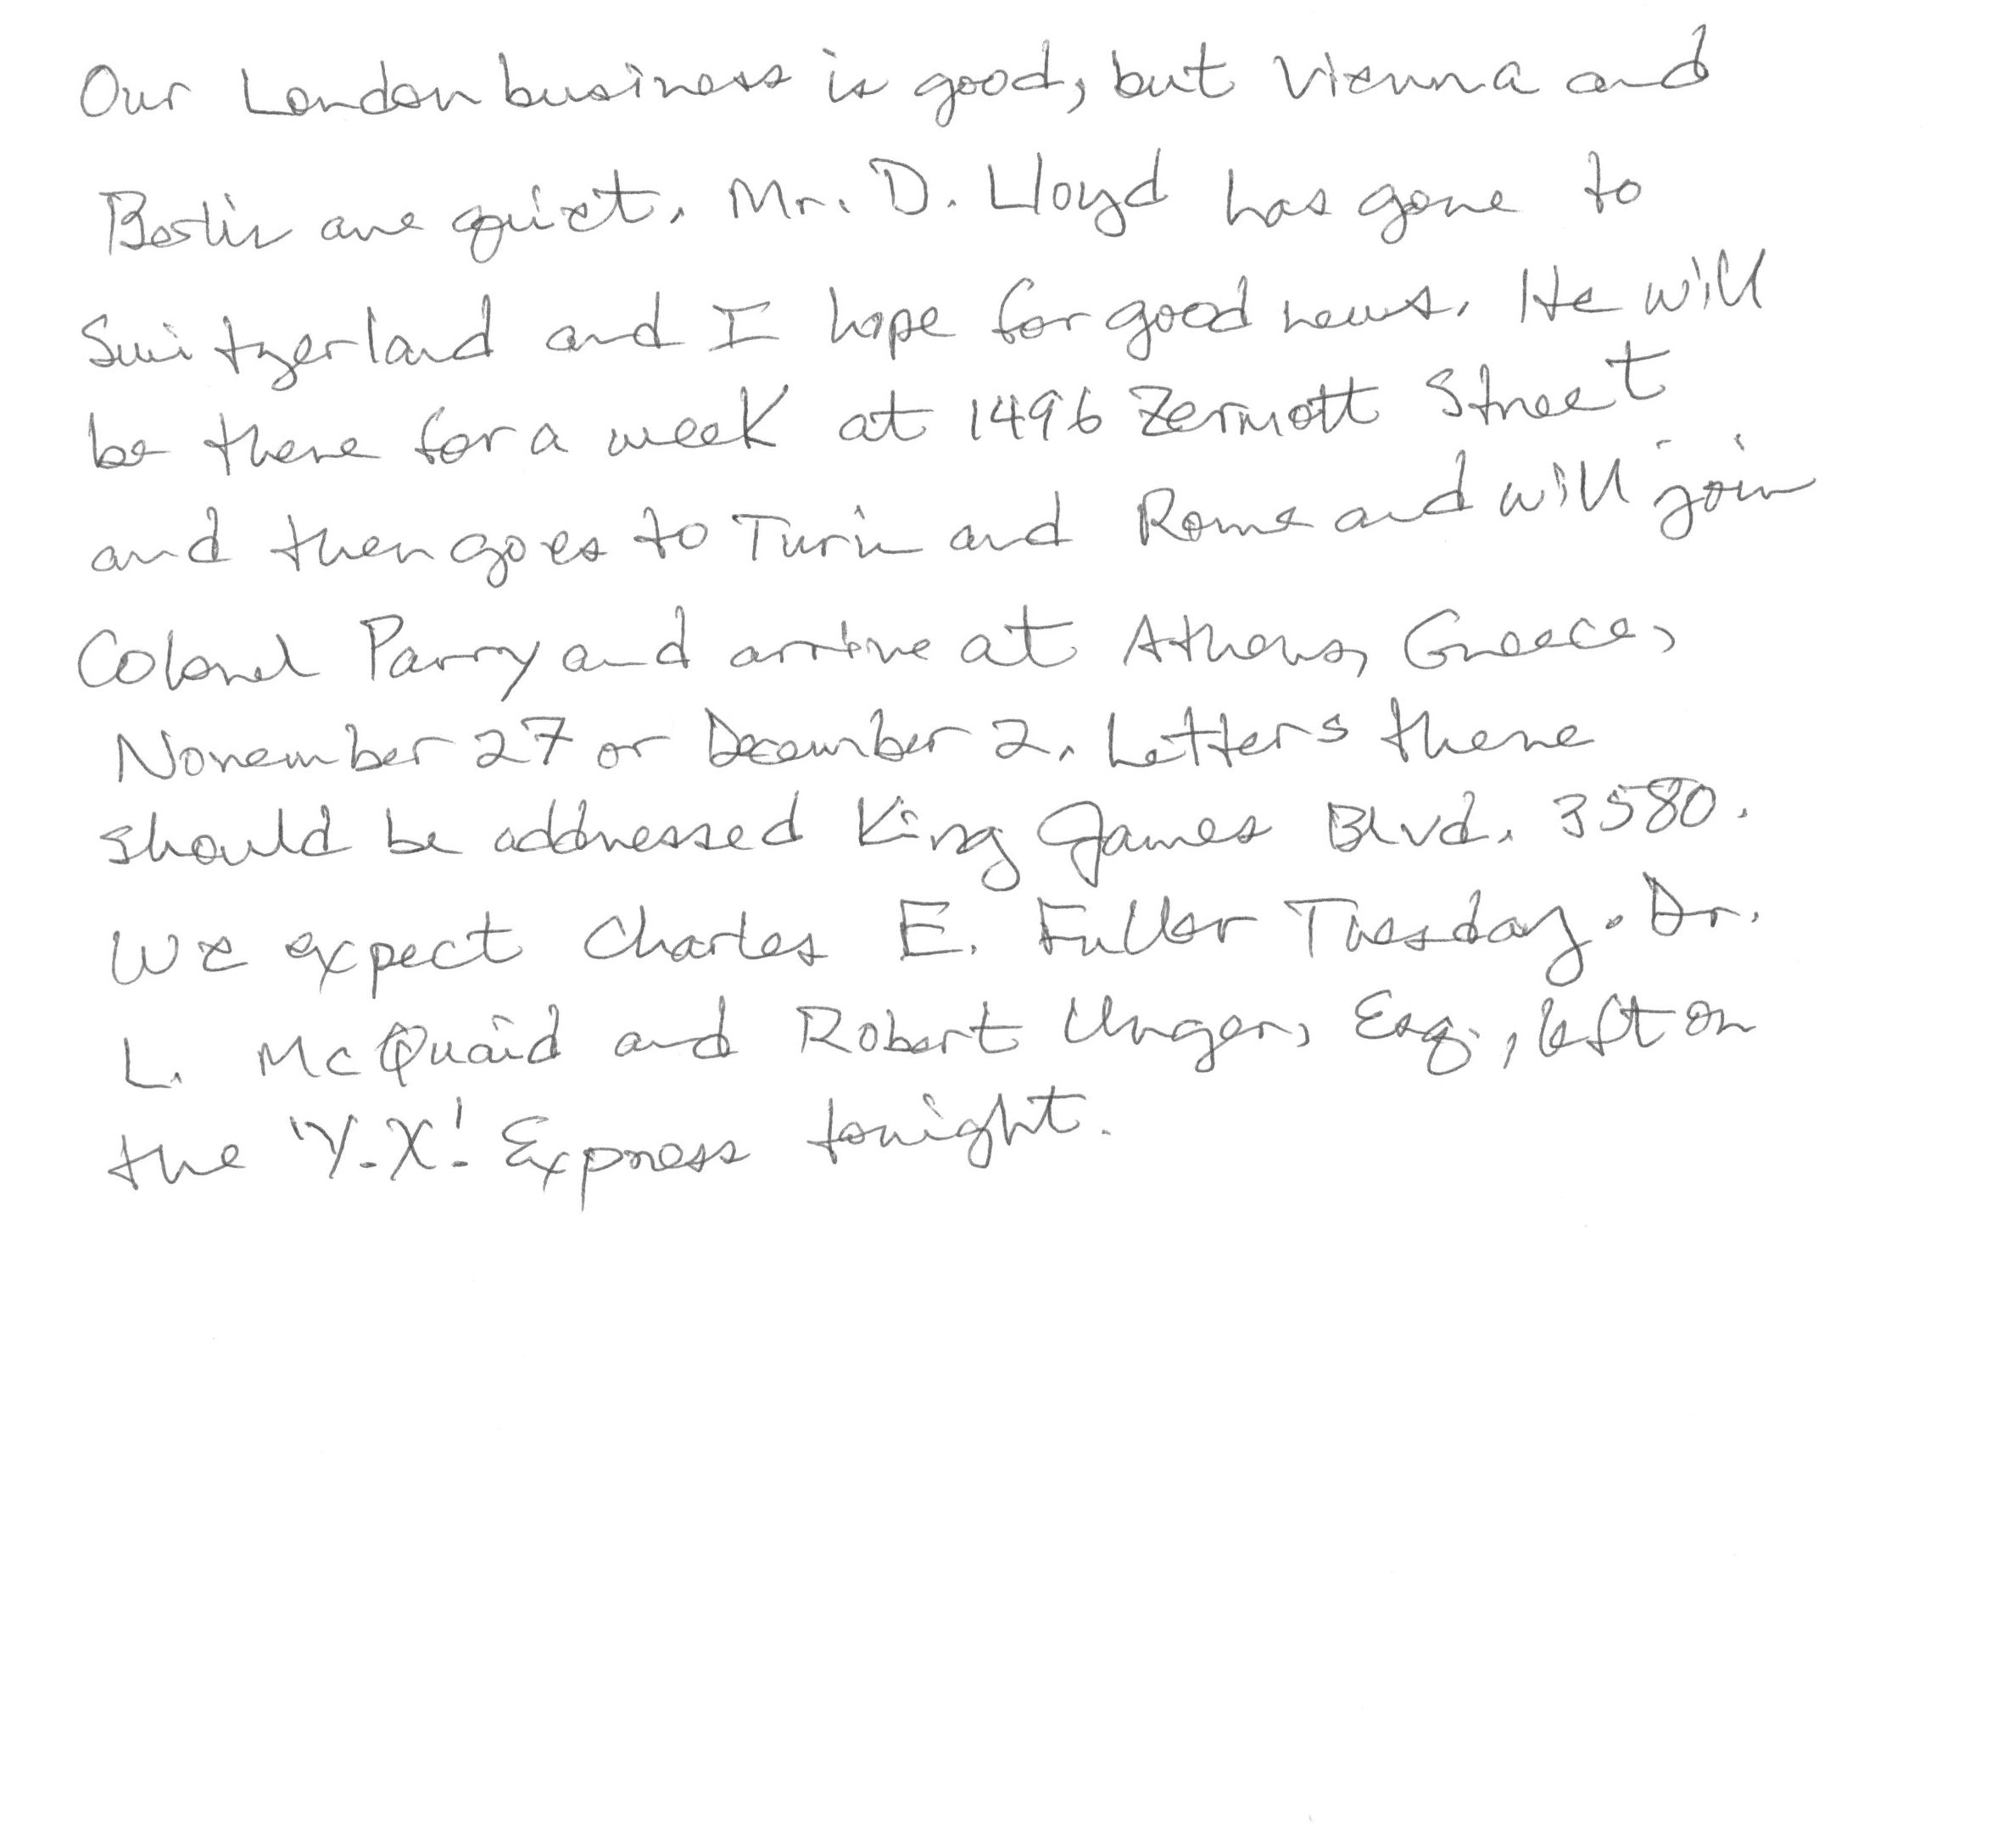 Our London business is good, but Vienna and
Berlin are quiet. Mr. D. Lloyd has gone to
Switzerland and I hope for good news. He will
be there for a week at 1496 Zermott Street
and then goes to Turin and Rome and will join
Colonel Parry and arrive at Athens, Greece,
November 27 or December 2. Letters there
should be addressed King James Blvd. 3580.
We expect Charles E. Fuller Tuesday. Dr.
L. McQuaid and Robert Unger, Esq., left on
the 'Y.X.' Express tonight.